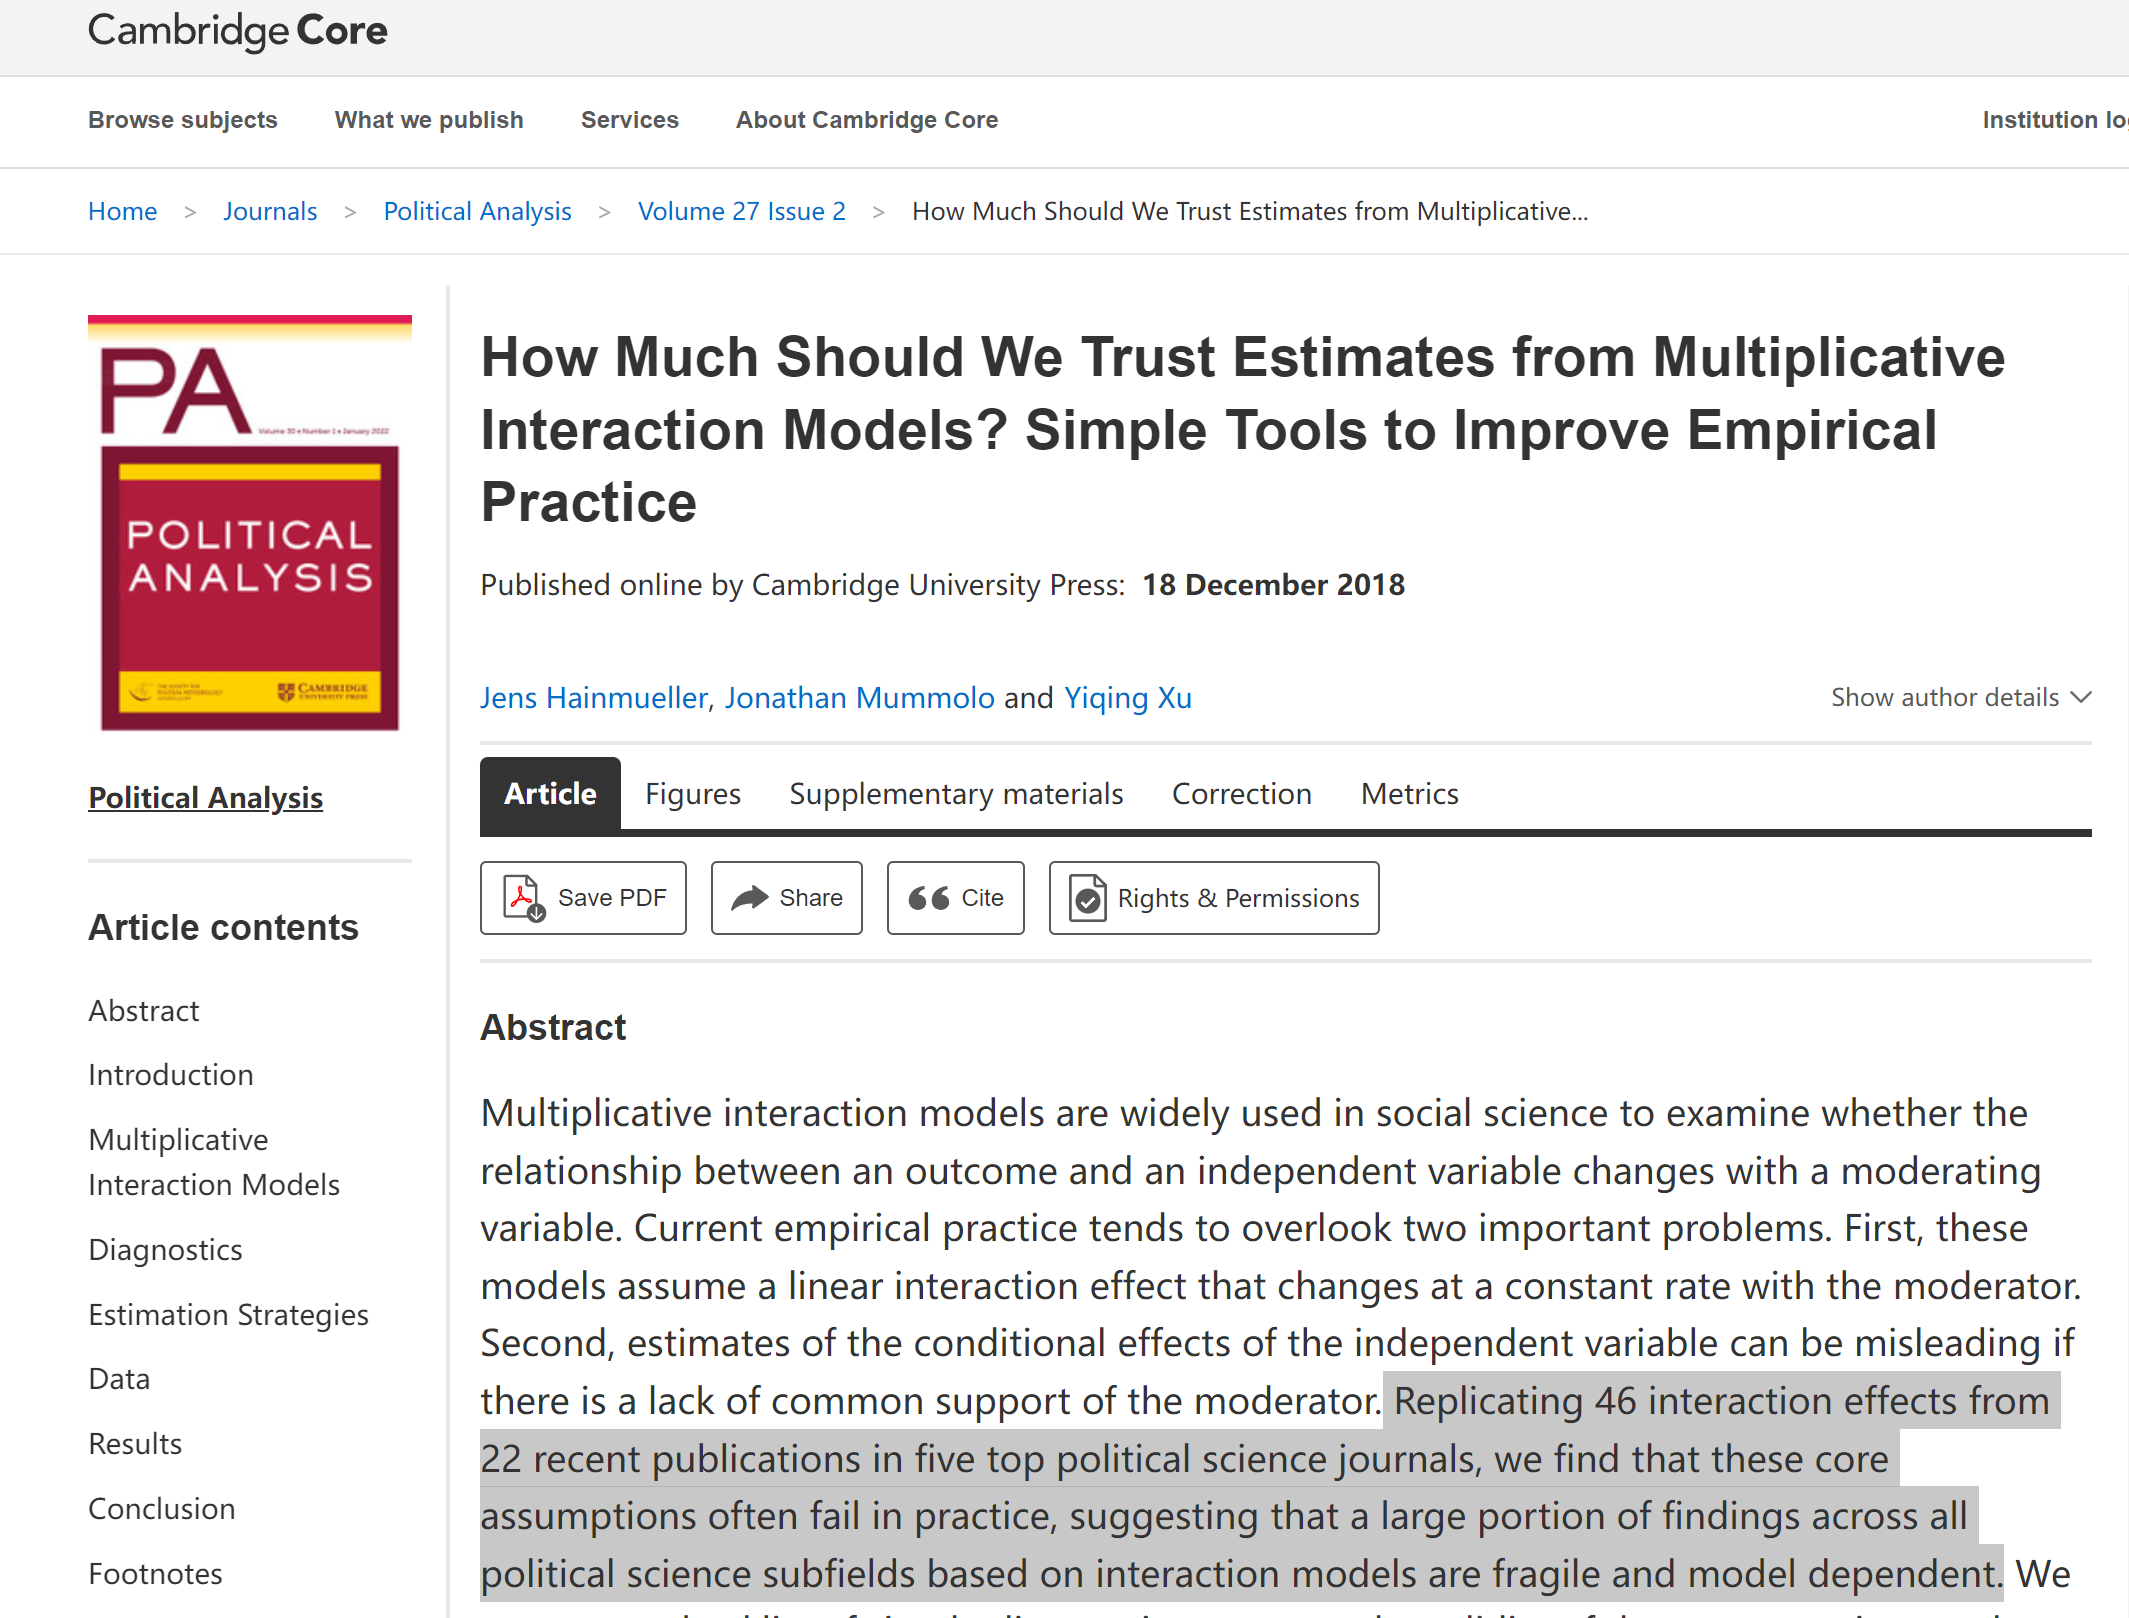 Cambridge Core
Browse subjects What we publish Services About Cambridge Core Institution log
Home > Journals > Political Analysis > Volume 27 Issue 2 > How Much Should We Trust Estimates from Multiplicative...
PA
Volume 30 • Number 1 • January 2022
POLITICAL
ANALYSIS
CAMBRIDGE
UNIVERSITY PRESS
Political Analysis
Article contents
Abstract
Introduction
Multiplicative
Interaction Models
Diagnostics
Estimation Strategies
Data
Results
Conclusion
Footnotes
How Much Should We Trust Estimates from Multiplicative
Interaction Models? Simple Tools to Improve Empirical
Practice
Published online by Cambridge University Press: 18 December 2018
Jens Hainmueller, Jonathan Mummolo and Yiqing Xu
Show author details
Article Figures Supplementary materials Correction Metrics
Save PDF Share Cite Rights & Permissions
Abstract
Multiplicative interaction models are widely used in social science to examine whether the
relationship between an outcome and an independent variable changes with a moderating
variable. Current empirical practice tends to overlook two important problems. First, these
models assume a linear interaction effect that changes at a constant rate with the moderator.
Second, estimates of the conditional effects of the independent variable can be misleading if
there is a lack of common support of the moderator. Replicating 46 interaction effects from
22 recent publications in five top political science journals, we find that these core
assumptions often fail in practice, suggesting that a large portion of findings across all
political science subfields based on interaction models are fragile and model dependent. We